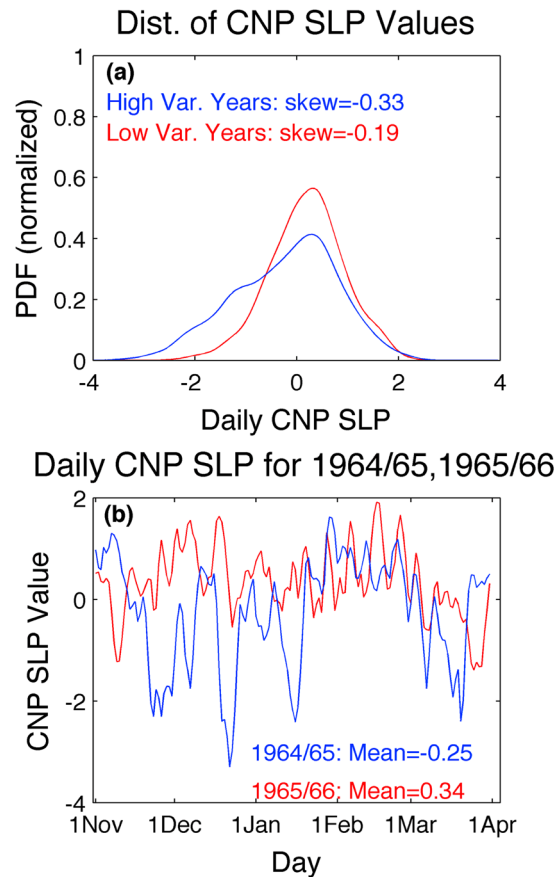 Dist. of CNP SLP Values
(a)
High Var. Years: skew=-0.33
Low Var. Years: skew=-0.19
PDF (normalized)
1
0.8
0.6
0.4
0.2
0
-4 -2 0 2 4
Daily CNP SLP
Daily CNP SLP for 1964/65,1965/66
(b)
CNP SLP Value
2
0
-2
-4
1964/65: Mean=-0.25
1965/66: Mean=0.34
1Nov 1Dec 1Jan 1Feb 1Mar 1Apr
Day